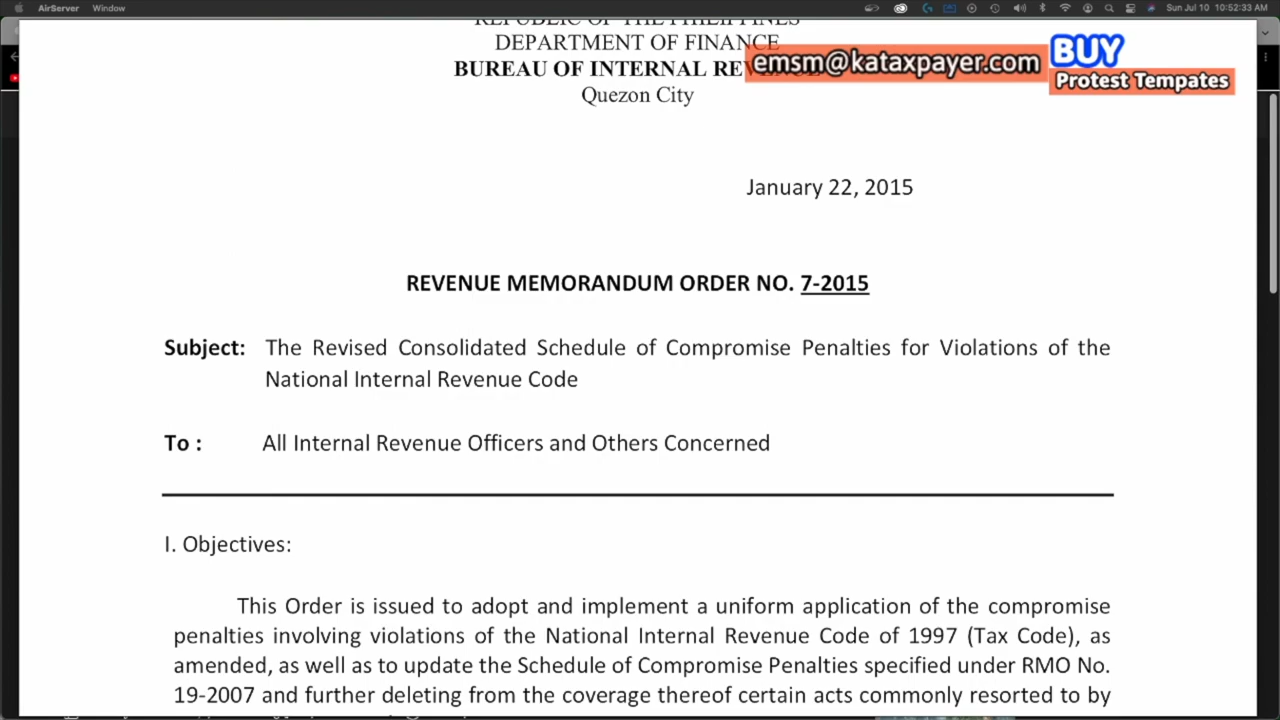 AirServer Window Sun Jul 10 10:52:33 AM
REPUBLIC OF THE PHILIPPINES
DEPARTMENT OF FINANCE
BUREAU OF INTERNAL REVENUE
Quezon City
emsm@kataxpayer.com
BUY
Protest Tempates
January 22, 2015
REVENUE MEMORANDUM ORDER NO. 7-2015
Subject: The Revised Consolidated Schedule of Compromise Penalties for Violations of the
National Internal Revenue Code
To : All Internal Revenue Officers and Others Concerned
I. Objectives:
This Order is issued to adopt and implement a uniform application of the compromise
penalties involving violations of the National Internal Revenue Code of 1997 (Tax Code), as
amended, as well as to update the Schedule of Compromise Penalties specified under RMO No.
19-2007 and further deleting from the coverage thereof certain acts commonly resorted to by